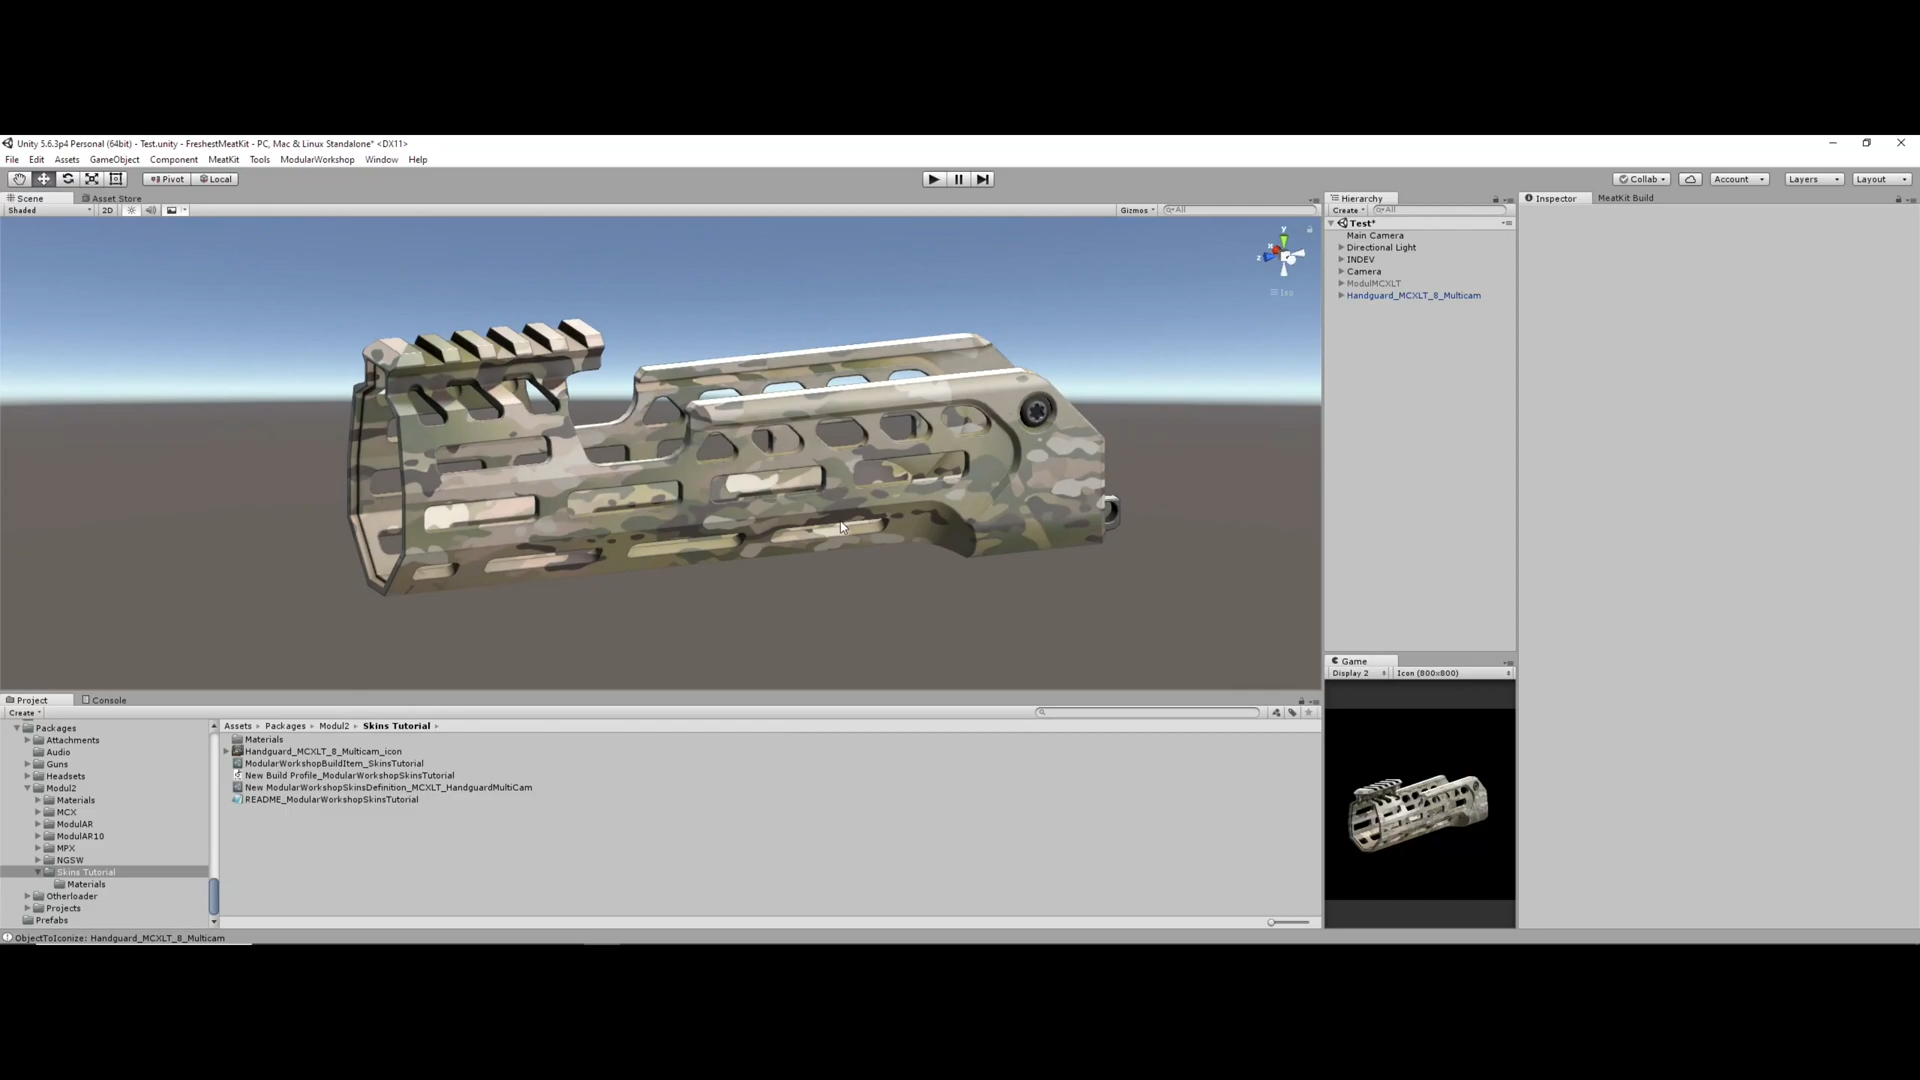 Unity 5.6.3p4 Personal (64bit) - Test.unity - FreshestMeatKit - PC, Mac & Linux Standalone* <DX11>
File Edit Assets GameObject Component MeatKit Tools ModularWorkshop Window Help
Pivot Local Collab Account Layers Layout
Scene Asset Store
Shaded 2D Gizmos All
y
x
z
Iso
Hierarchy
Create All
Test*
Main Camera
Directional Light
INDEV
Camera
ModulMCXLT
Handguard_MCXLT_8_Multicam
Inspector MeatKit Build
Game
Display 2 Icon (800x800)
Project Console
Create
Packages
Attachments
Audio
Guns
Headsets
Modul2
Materials
MCX
ModulAR
ModulAR10
MPX
NGSW
Skins Tutorial
Materials
Otherloader
Projects
Prefabs
Assets Packages Modul2 Skins Tutorial
Materials
Handguard_MCXLT_8_Multicam_icon
ModularWorkshopBuildItem_SkinsTutorial
New Build Profile_ModularWorkshopSkinsTutorial
New ModularWorkshopSkinsDefinition_MCXLT_HandguardMultiCam
README_ModularWorkshopSkinsTutorial
ObjectToIconize: Handguard_MCXLT_8_Multicam